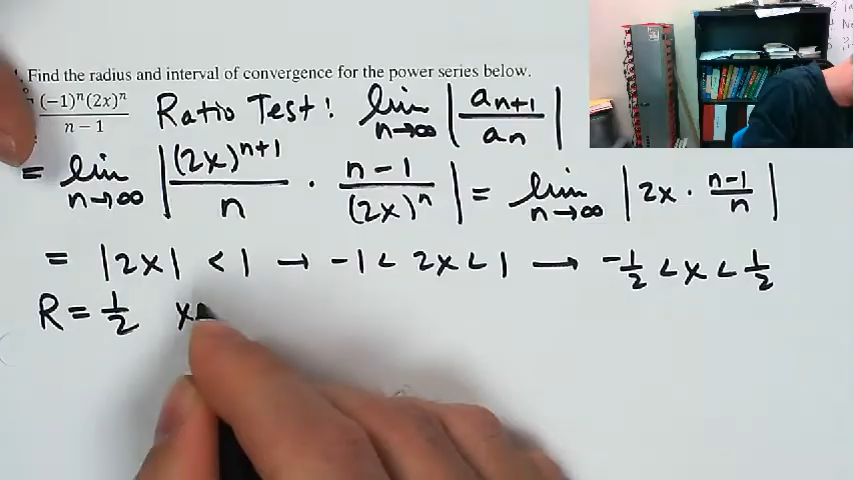 Find the radius and interval of convergence for the power series below.
(-1)ⁿ(2x)ⁿ / n − 1 Ratio Test! lim n→∞ | aₙ₊₁ / aₙ |
= lim n→∞ | (2x)ⁿ⁺¹ / n · n−1 / (2x)ⁿ | = lim n→∞ | 2x · n−1 / n |
= |2x| < 1 → -1 < 2x < 1 → -1/2 < x < 1/2
R = 1/2 x